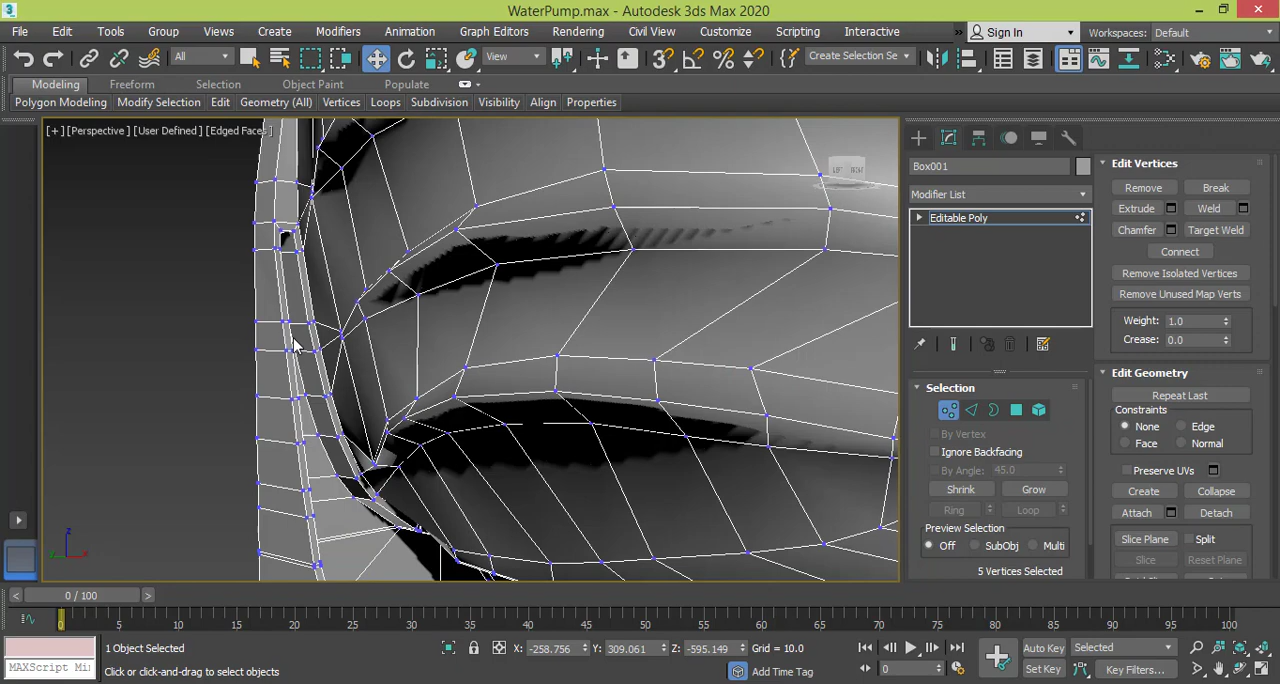 WaterPump.max - Autodesk 3ds Max 2020
File Edit Tools Group Views Create Modifiers Animation Graph Editors Rendering Civil View Customize Scripting Interactive Sign In Workspaces: Default
All View Create Selection Se
Modeling Freeform Selection Object Paint Populate
Polygon Modeling Modify Selection Edit Geometry (All) Vertices Loops Subdivision Visibility Align Properties
[+] [Perspective] [User Defined] [Edged Faces]
Box001
Modifier List
Editable Poly
Selection
By Vertex
Ignore Backfacing
By Angle: 45.0
Shrink Grow
Ring Loop
Preview Selection
Off SubObj Multi
5 Vertices Selected
Edit Vertices
Remove Break
Extrude Weld
Chamfer Target Weld
Connect
Remove Isolated Vertices
Remove Unused Map Verts
Weight: 1.0
Crease: 0.0
Edit Geometry
Repeat Last
Constraints
None Edge
Face Normal
Preserve UVs
Create Collapse
Attach Detach
Slice Plane Split
Slice Reset Plane
z
x
0 / 100
0 5 10 15 20 25 30 35 40 45 50 55 60 65 70 75 80 85 90 95 100
1 Object Selected X: -258.756 Y: 309.061 Z: -595.149 Grid = 10.0 Auto Key Selected
MAXScript Mi Click or click-and-drag to select objects Add Time Tag 0 Set Key Key Filters...